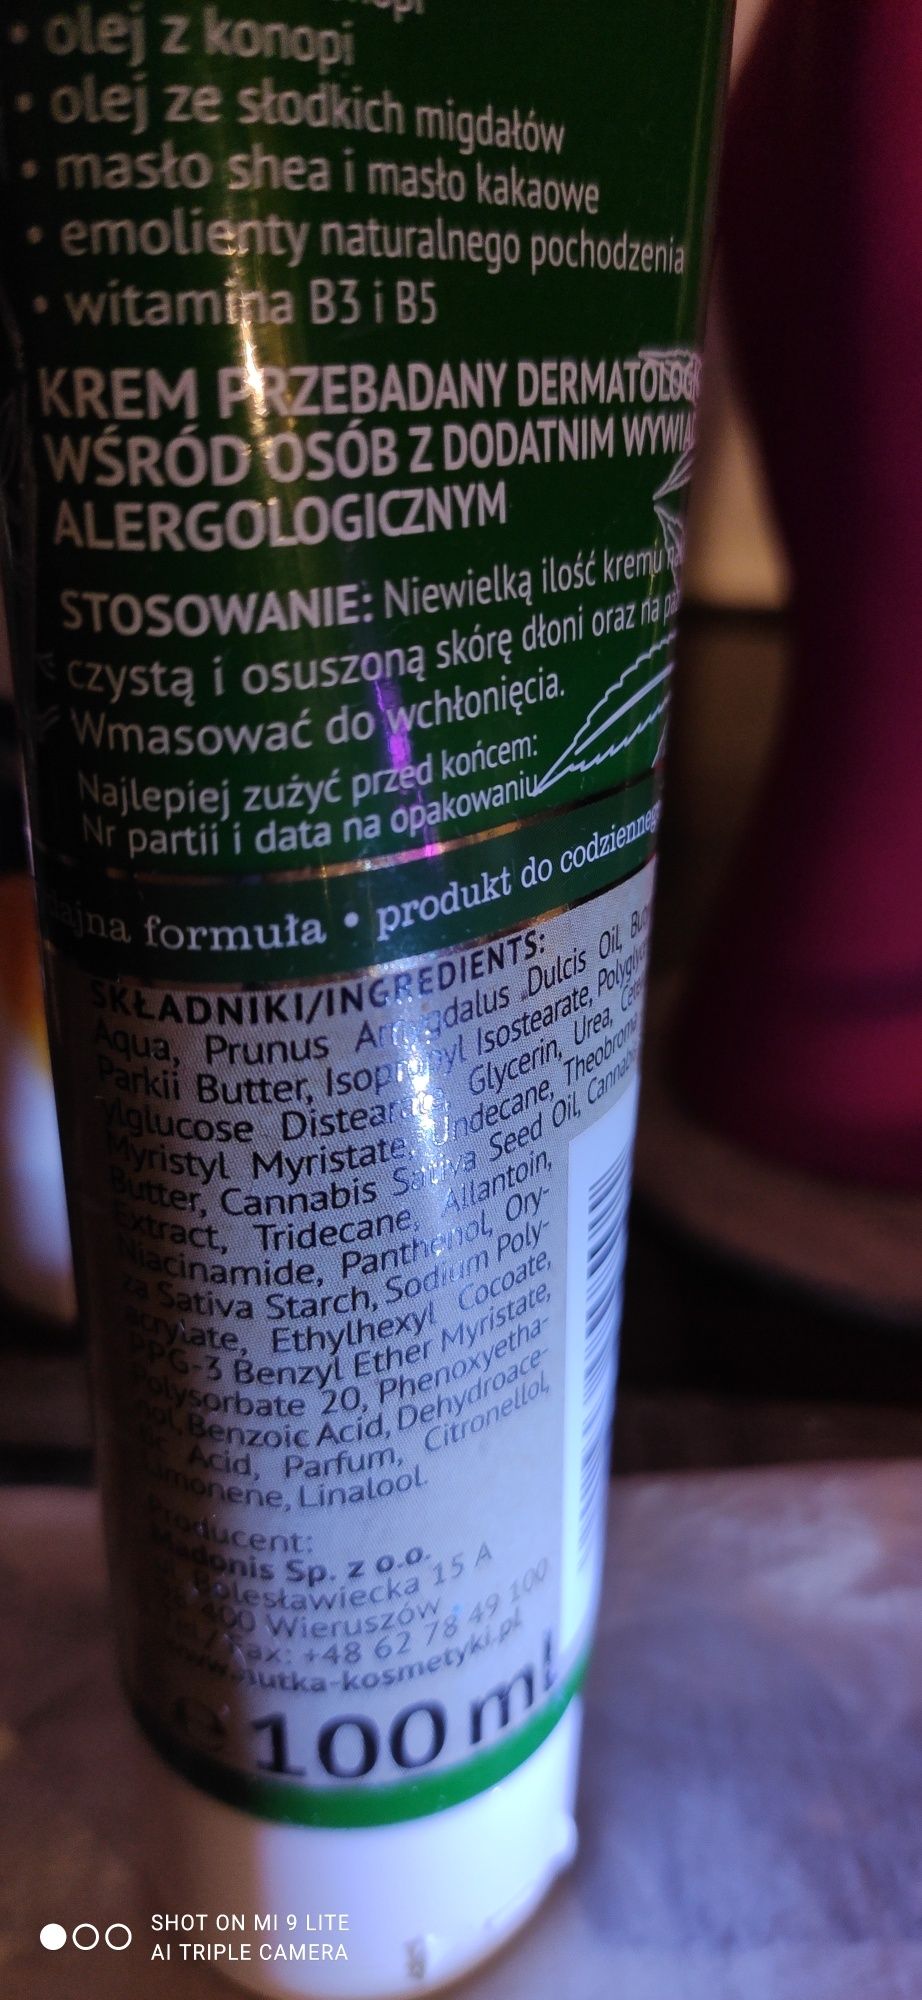 • olej z konopi
• olej ze słodkich migdałów
• masło shea i masło kakaowe
• emolienty naturalnego pochodzenia
• witamina B3 i B5
KREM PRZEBADANY
WŚRÓD OSÓB Z DODATNIM
ALERGOLOGICZNYM
STOSOWANIE: Niewielką ilość kremu
czystą i osuszoną skórę dłoni oraz na
Wmasować do wchłonięcia.
Najlepiej zużyć przed końcem:
Nr partii i data na opakowaniu
formuła • produkt do
SKŁADNIKI/INGREDIENTS:
Aqua, Prunus Amygdalus Dulcis Oil,
Parkii Butter, Isopropyl Isostearate,
ylglucose Distearate, Glycerin, Urea,
Myristyl Myristate, Undecane, Theobroma
Butter, Cannabis Sativa Seed Oil,
Extract, Tridecane, Allantoin,
Niacinamide, Panthenol, Ory-
za Sativa Starch, Sodium Poly-
acrylate, Ethylhexyl Cocoate,
PPG-3 Benzyl Ether Myristate,
Polysorbate 20, Phenoxyetha-
nol, Benzoic Acid, Dehydroace-
tic Acid, Parfum, Citronellol,
Limonene, Linalool.
Producent:
Sp. z o.o.
ul. Bolesławiecka 15 A
98-400 Wieruszów
Tel./Fax: +48 62 78 49 100
e 100 ml
SHOT ON MI 9 LITE
AI TRIPLE CAMERA